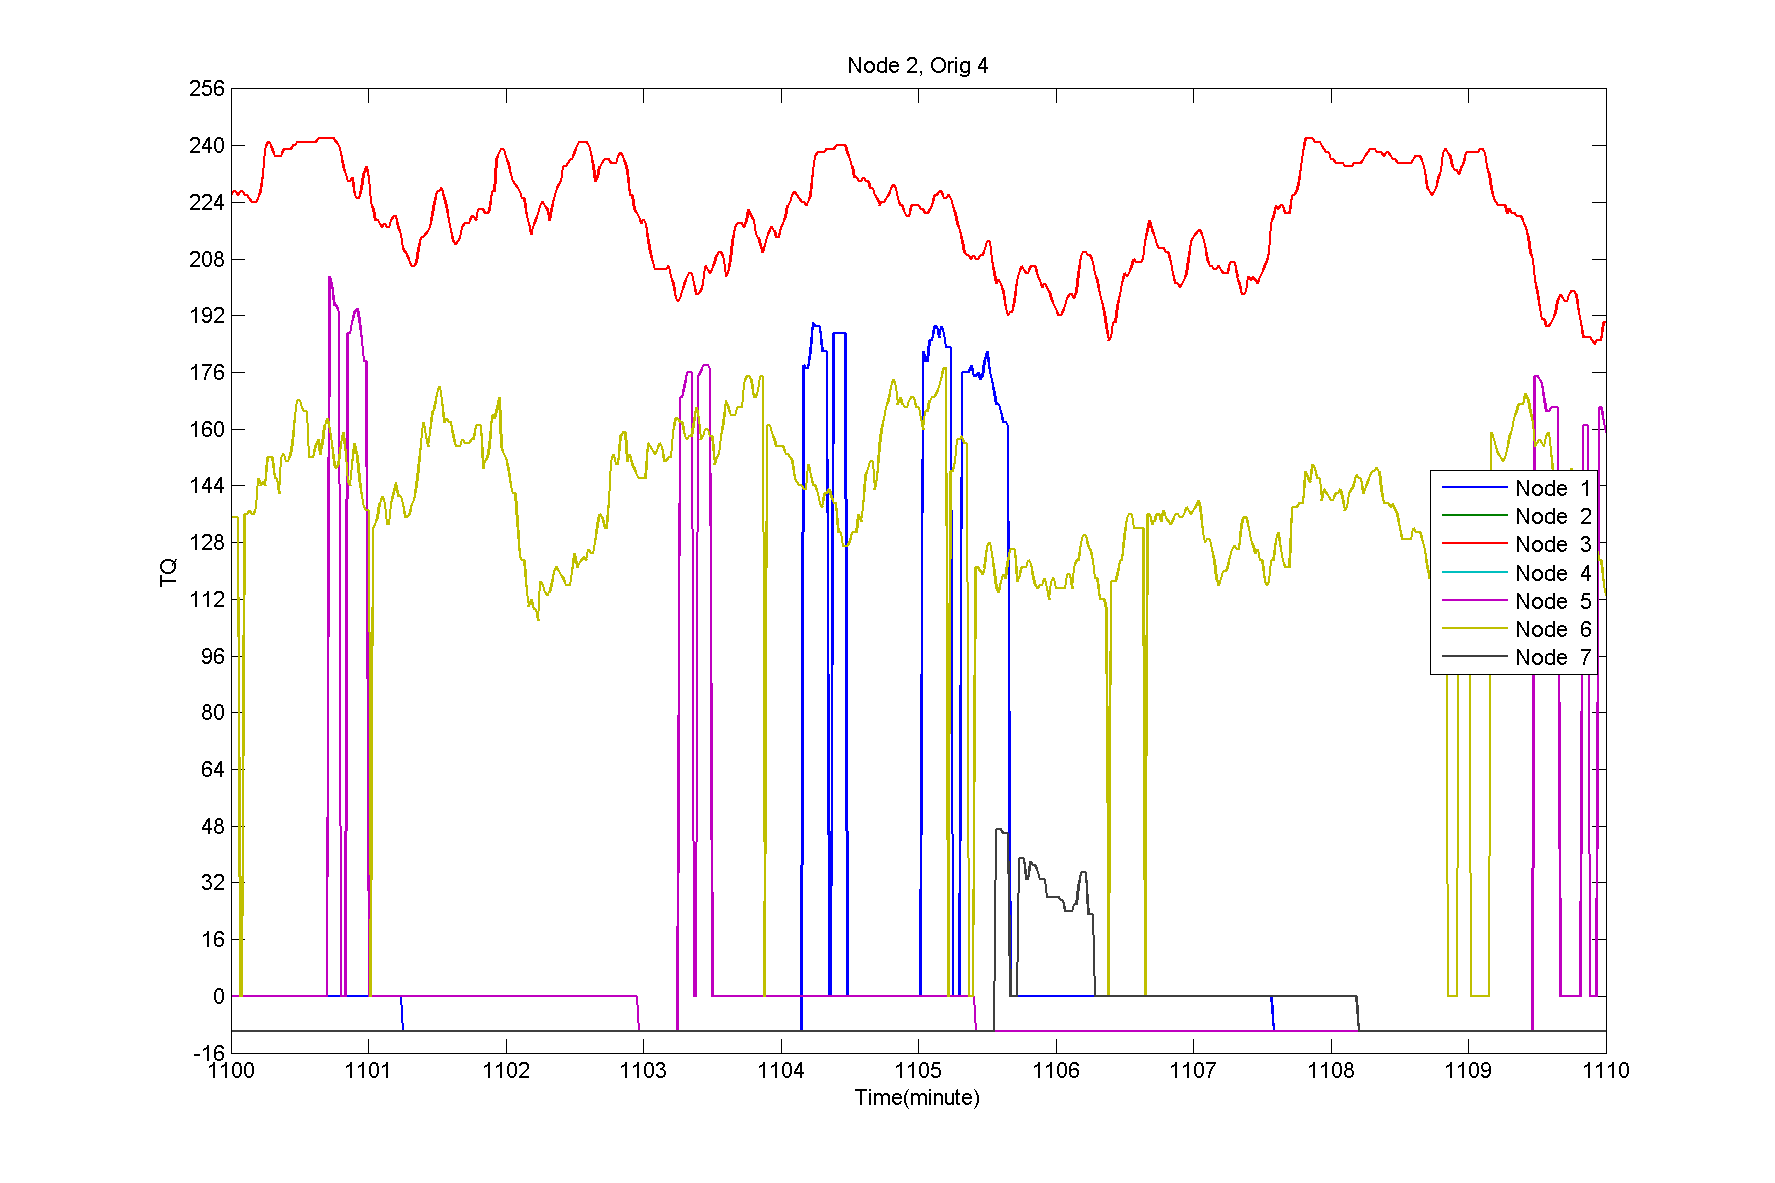 Node 2, Orig 4
256
240
224
208
192
176
160
144
128
112
96
80
64
48
32
16
0
-16
TQ
Node 1
Node 2
Node 3
Node 4
Node 5
Node 6
Node 7
1100 1101 1102 1103 1104 1105 1106 1107 1108 1109 1110
Time(minute)